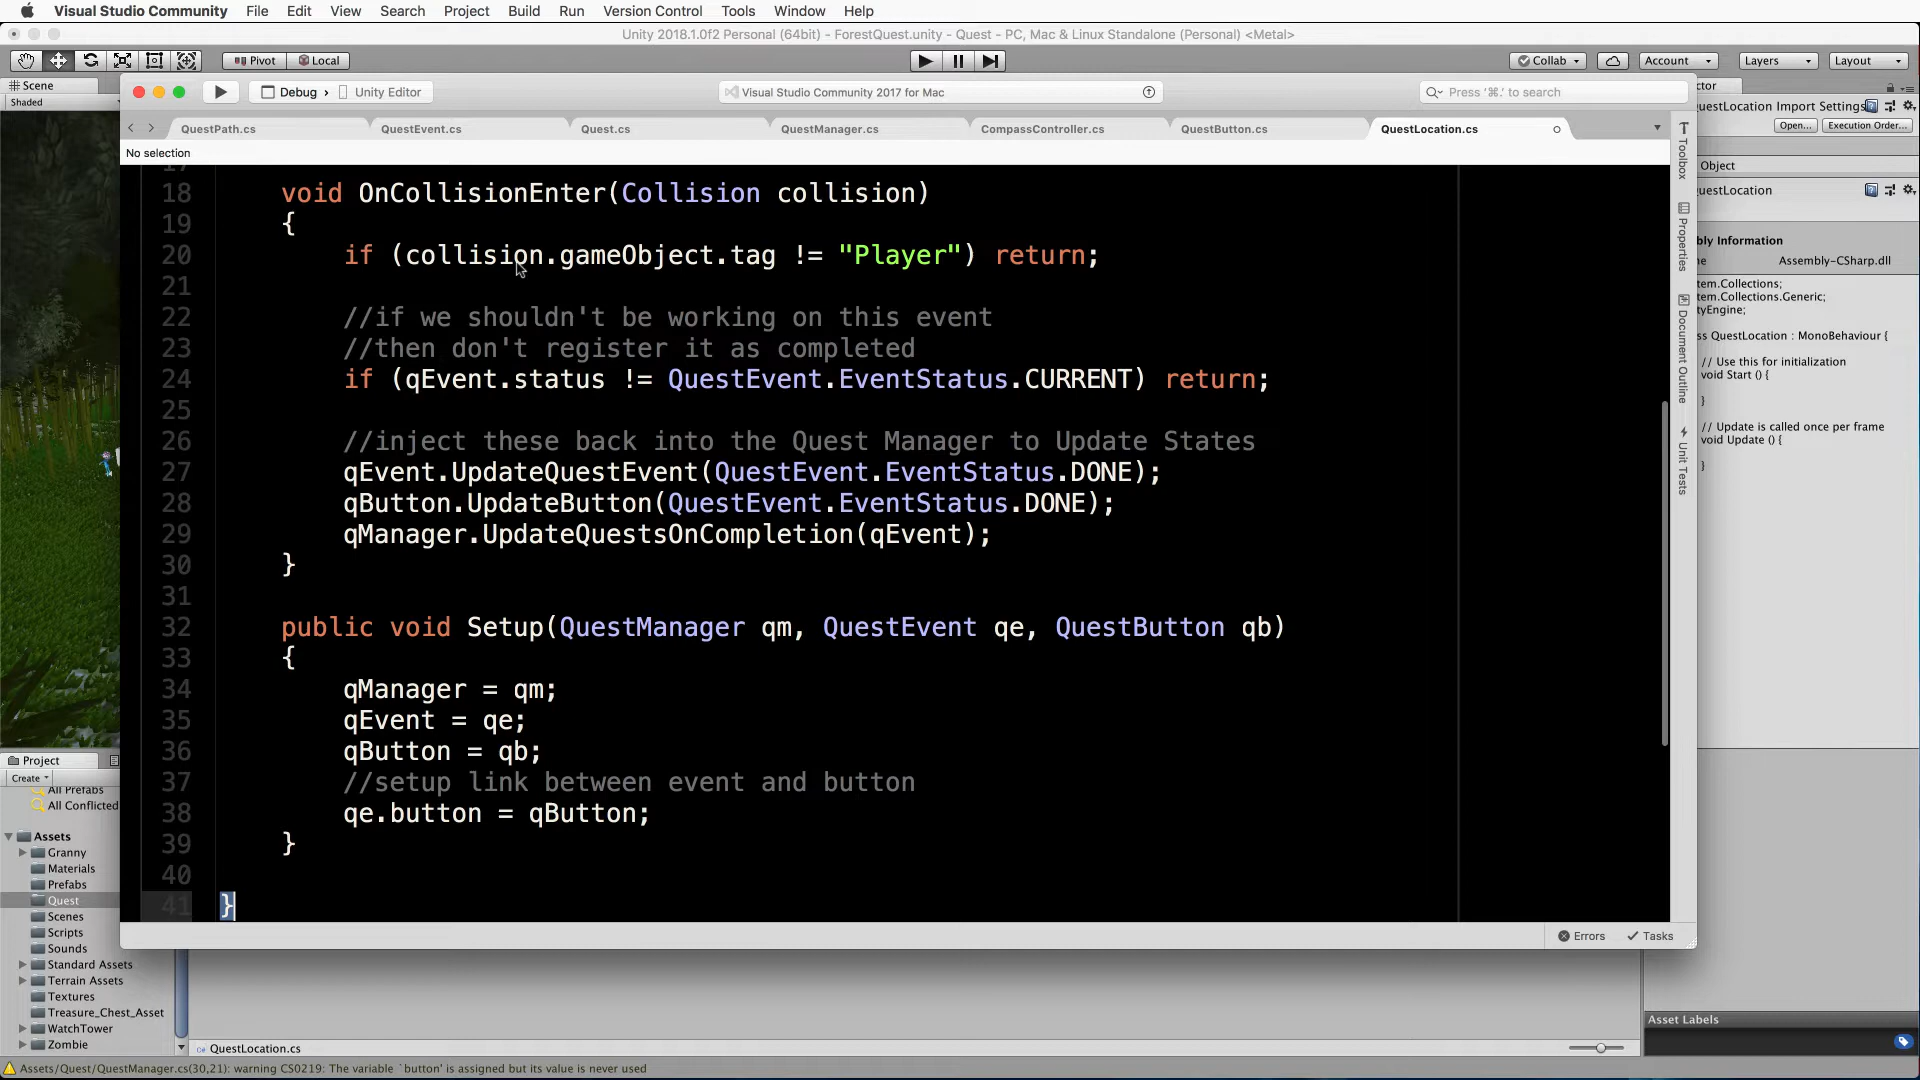 Visual Studio Community File Edit View Search Project Build Run Version Control Tools Window Help
Unity 2018.1.0f2 Personal (64bit) - ForestQuest.unity - Quest - PC, Mac & Linux Standalone (Personal) <Metal>
Pivot Local Collab Account Layers Layout
Scene
Shaded
Debug > Unity Editor
Visual Studio Community 2017 for Mac
Press '⌘.' to search
QuestPath.cs QuestEvent.cs Quest.cs QuestManager.cs CompassController.cs QuestButton.cs QuestLocation.cs
No selection
18 void OnCollisionEnter(Collision collision)
19 {
20 if (collision.gameObject.tag != "Player") return;
21
22 //if we shouldn't be working on this event
23 //then don't register it as completed
24 if (qEvent.status != QuestEvent.EventStatus.CURRENT) return;
25
26 //inject these back into the Quest Manager to Update States
27 qEvent.UpdateQuestEvent(QuestEvent.EventStatus.DONE);
28 qButton.UpdateButton(QuestEvent.EventStatus.DONE);
29 qManager.UpdateQuestsOnCompletion(qEvent);
30 }
31
32 public void Setup(QuestManager qm, QuestEvent qe, QuestButton qb)
33 {
34 qManager = qm;
35 qEvent = qe;
36 qButton = qb;
37 //setup link between event and button
38 qe.button = qButton;
39 }
40
41 }
Errors Tasks
Toolbox
Properties
Document Outline
Unit Tests
ctor
uestLocation Import Settings
Open... Execution Order...
Object
uestLocation
bly Information
ne Assembly-CSharp.dll
tem.Collections;
tem.Collections.Generic;
tyEngine;
ss QuestLocation : MonoBehaviour {
// Use this for initialization
void Start () {
}
// Update is called once per frame
void Update () {
}
Project
Create
All Prefabs
All Conflicted
Assets
Granny
Materials
Prefabs
Quest
Scenes
Scripts
Sounds
Standard Assets
Terrain Assets
Textures
Treasure_Chest_Asset
WatchTower
Zombie
QuestLocation.cs
Asset Labels
Assets/Quest/QuestManager.cs(30,21): warning CS0219: The variable `button' is assigned but its value is never used